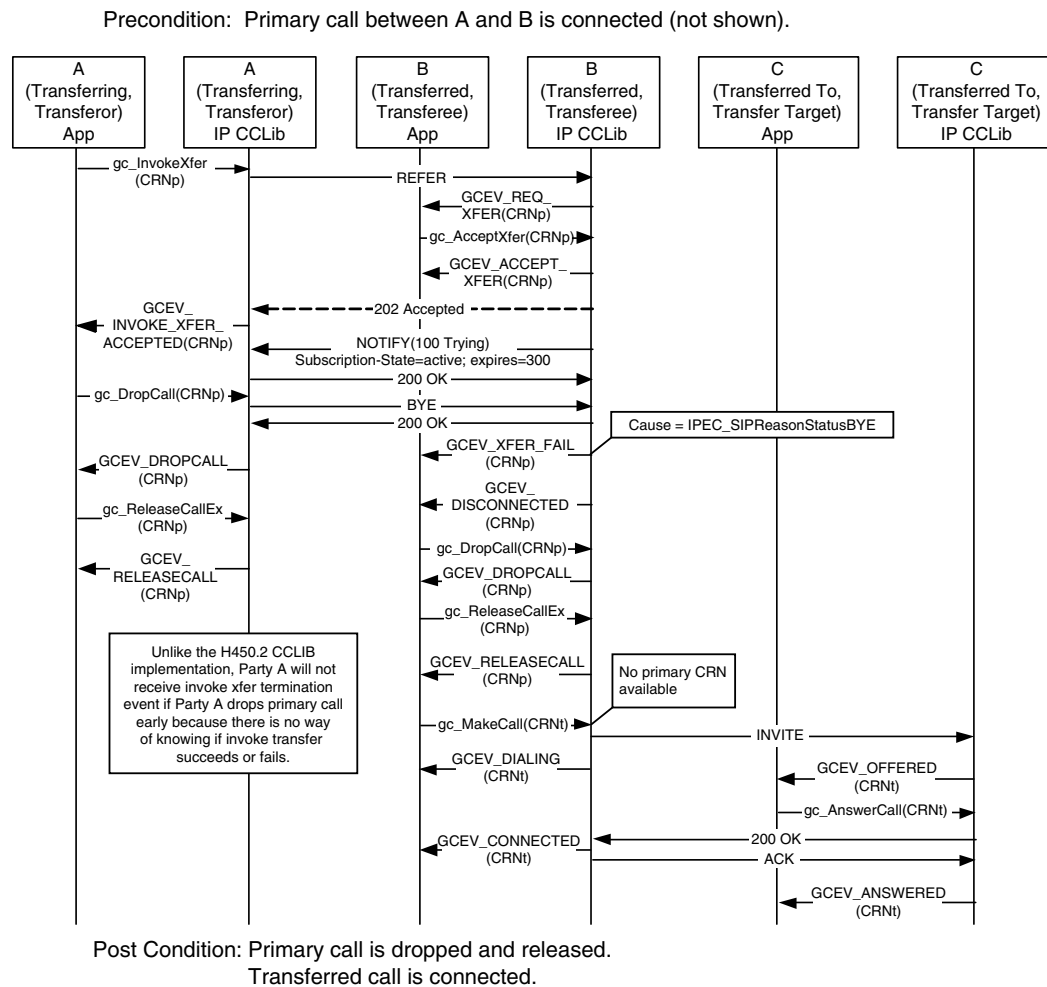 Precondition: Primary call between A and B is connected (not shown).
A
(Transferring,
Transferor)
App
A
(Transferring,
Transferor)
IP CCLib
B
(Transferred,
Transferee)
App
B
(Transferred,
Transferee)
IP CCLib
C
(Transferred To,
Transfer Target)
App
C
(Transferred To,
Transfer Target)
IP CCLib
gc_InvokeXfer
(CRNp)
REFER
GCEV_REQ_
XFER(CRNp)
gc_AcceptXfer(CRNp)
GCEV_ACCEPT_
XFER(CRNp)
202 Accepted
GCEV_
INVOKE_XFER_
ACCEPTED(CRNp)
NOTIFY(100 Trying)
Subscription-State=active; expires=300
200 OK
gc_DropCall(CRNp)
BYE
200 OK
Cause = IPEC_SIPReasonStatusBYE
GCEV_XFER_FAIL
(CRNp)
GCEV_DROPCALL
(CRNp)
GCEV_
DISCONNECTED
(CRNp)
gc_ReleaseCallEx
(CRNp)
gc_DropCall(CRNp)
GCEV_
RELEASECALL
(CRNp)
GCEV_DROPCALL
(CRNp)
gc_ReleaseCallEx
(CRNp)
Unlike the H450.2 CCLIB
implementation, Party A will not
receive invoke xfer termination
event if Party A drops primary call
early because there is no way
of knowing if invoke transfer
succeeds or fails.
GCEV_RELEASECALL
(CRNp)
No primary CRN
available
gc_MakeCall(CRNt)
INVITE
GCEV_DIALING
(CRNt)
GCEV_OFFERED
(CRNt)
gc_AnswerCall(CRNt)
200 OK
GCEV_CONNECTED
(CRNt)
ACK
GCEV_ANSWERED
(CRNt)
Post Condition: Primary call is dropped and released.
Transferred call is connected.